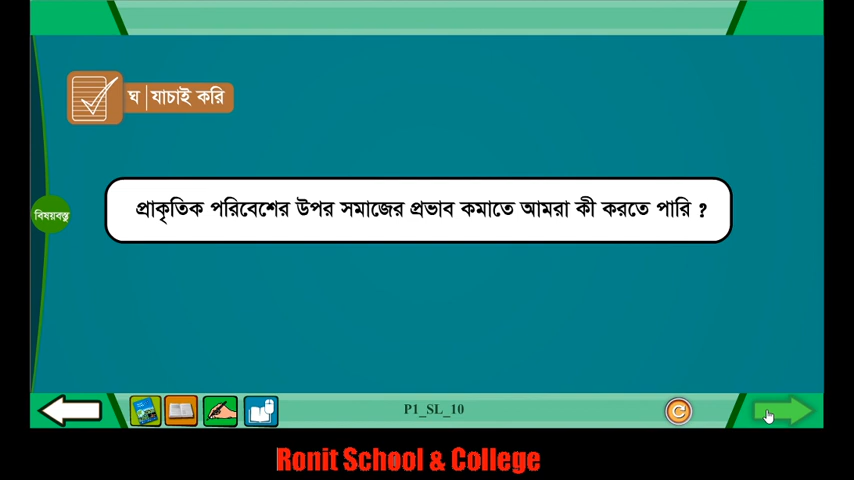 ঘ যাচাই করি
প্রাকৃতিক পরিবেশের উপর সমাজের প্রভাব কমাতে আমরা কী করতে পারি ?
বিষয়বস্তু
P1_SL_10
Ronit School & College